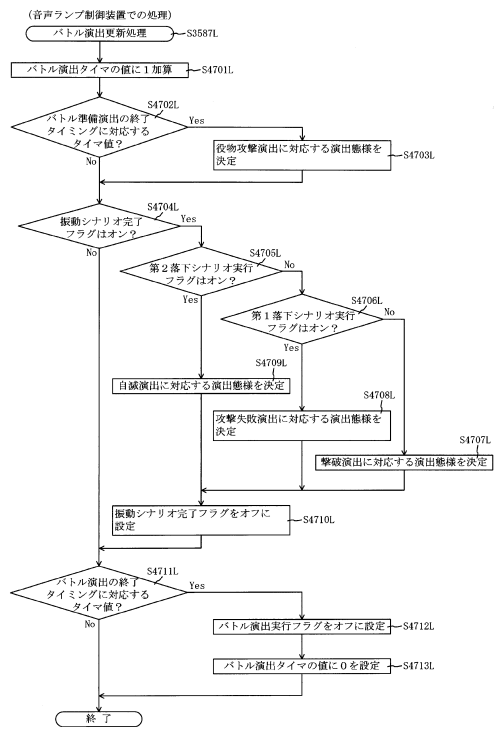 (音声ランプ制御装置での処理)
バトル演出更新処理
S3587L
バトル演出タイマの値に1加算
S4701L
S4702L
バトル準備演出の終了
タイミングに対応する
タイマ値?
Yes
No
役物攻撃演出に対応する演出態様を
決定
S4703L
S4704L
振動シナリオ完了
フラグはオン?
Yes
No
S4705L
第2落下シナリオ実行
フラグはオン?
No
Yes
S4706L
第1落下シナリオ実行
フラグはオン?
No
Yes
S4709L
自滅演出に対応する演出態様を決定
S4708L
攻撃失敗演出に対応する演出態様を
決定
S4707L
撃破演出に対応する演出態様を決定
振動シナリオ完了フラグをオフに
設定
S4710L
S4711L
バトル演出の終了
タイミングに対応する
タイマ値?
Yes
No
バトル演出実行フラグをオフに設定
S4712L
バトル演出タイマの値に0を設定
S4713L
終了